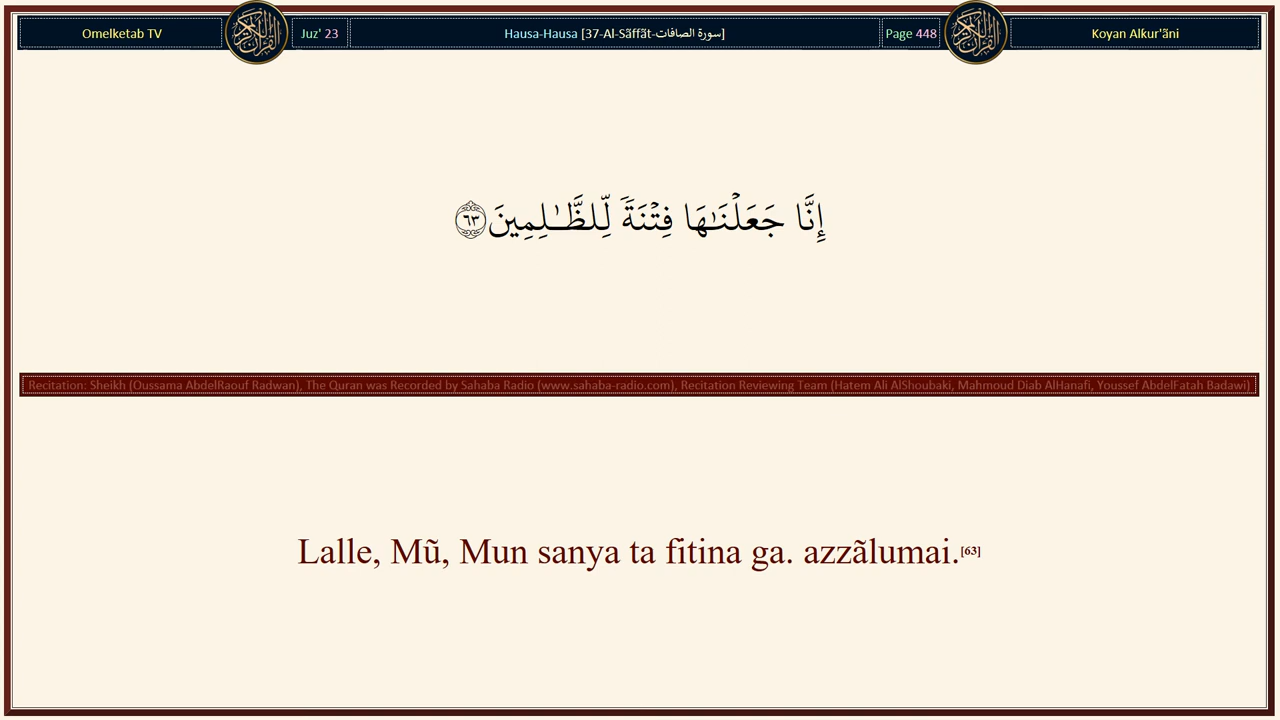 Omelketab TV
Juz' 23
Hausa-Hausa [37-Al-Sãffãt-سورة الصافات]
Page 448
Koyan Alƙur'ãni
إِنَّا جَعَلۡنَٰهَا فِتۡنَةٗ لِّلظَّٰلِمِينَ ٦٣
Recitation: Sheikh (Oussama AbdelRaouf Radwan), The Quran was Recorded by Sahaba Radio (www.sahaba-radio.com), Recitation Reviewing Team (Hatem Ali AlShoubaki, Mahmoud Diab AlHanafi, Youssef AbdelFatah Badawi)
Lalle, Mũ, Mun sanya ta fitina ga. azzãlumai.[63]